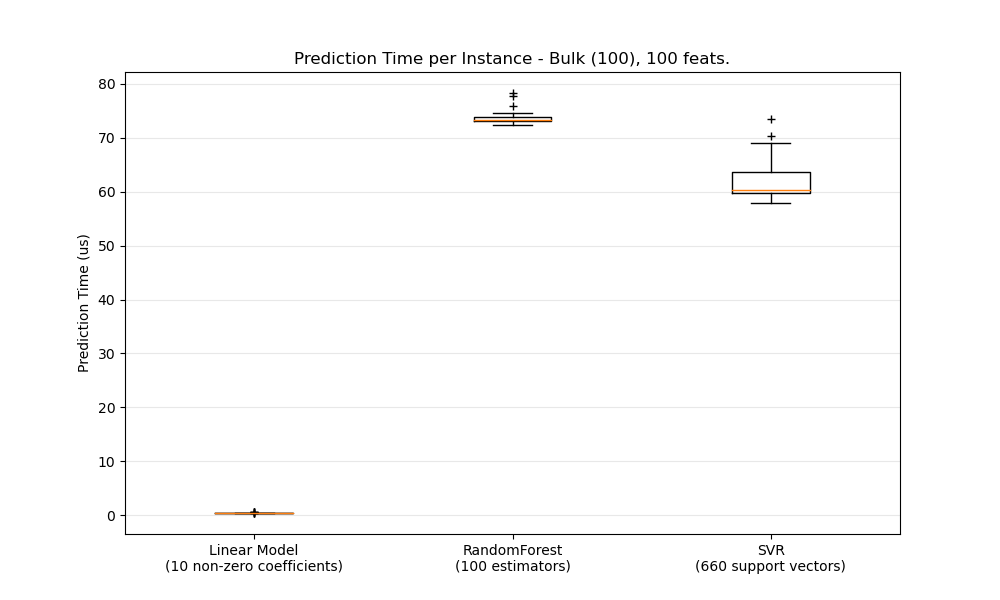 Prediction Time per Instance - Bulk (100), 100 feats.
80
70
60
50
40
30
20
10
0
Prediction Time (us)
Linear Model
(10 non-zero coefficients)
RandomForest
(100 estimators)
SVR
(660 support vectors)